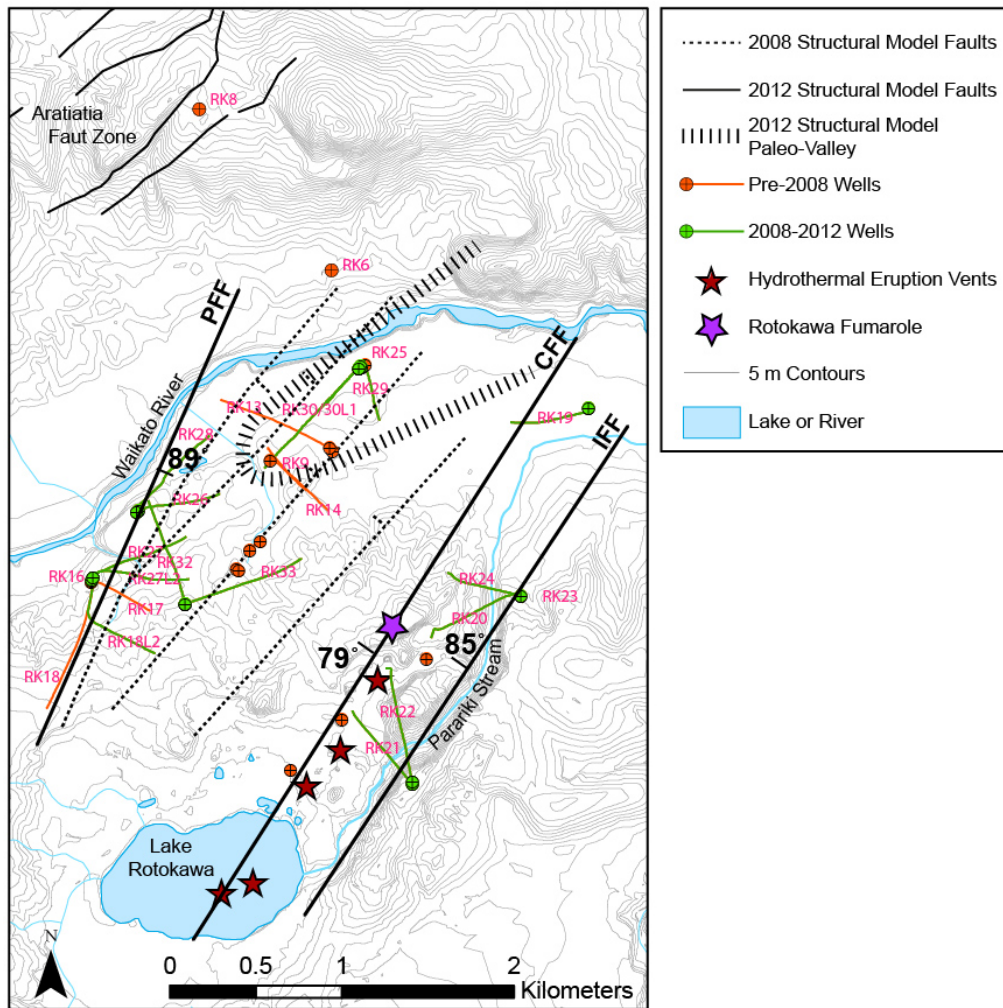 Aratiatia
Faut Zone
RK8
RK6
PFF
CFF
IFF
RK25
RK29
RK13
RK30/30L1
RK19
Waikato River
RK28
89°
RK9
RK26
RK14
RK32
RK16
RK27L2
RK33
RK17
RK24
RK23
RK20
RK18L2
RK18
79°
85°
RK22
RK21
Parariki Stream
Lake
Rotokawa
N
0 0.5 1 2
Kilometers
2008 Structural Model Faults
2012 Structural Model Faults
2012 Structural Model
Paleo-Valley
Pre-2008 Wells
2008-2012 Wells
Hydrothermal Eruption Vents
Rotokawa Fumarole
5 m Contours
Lake or River